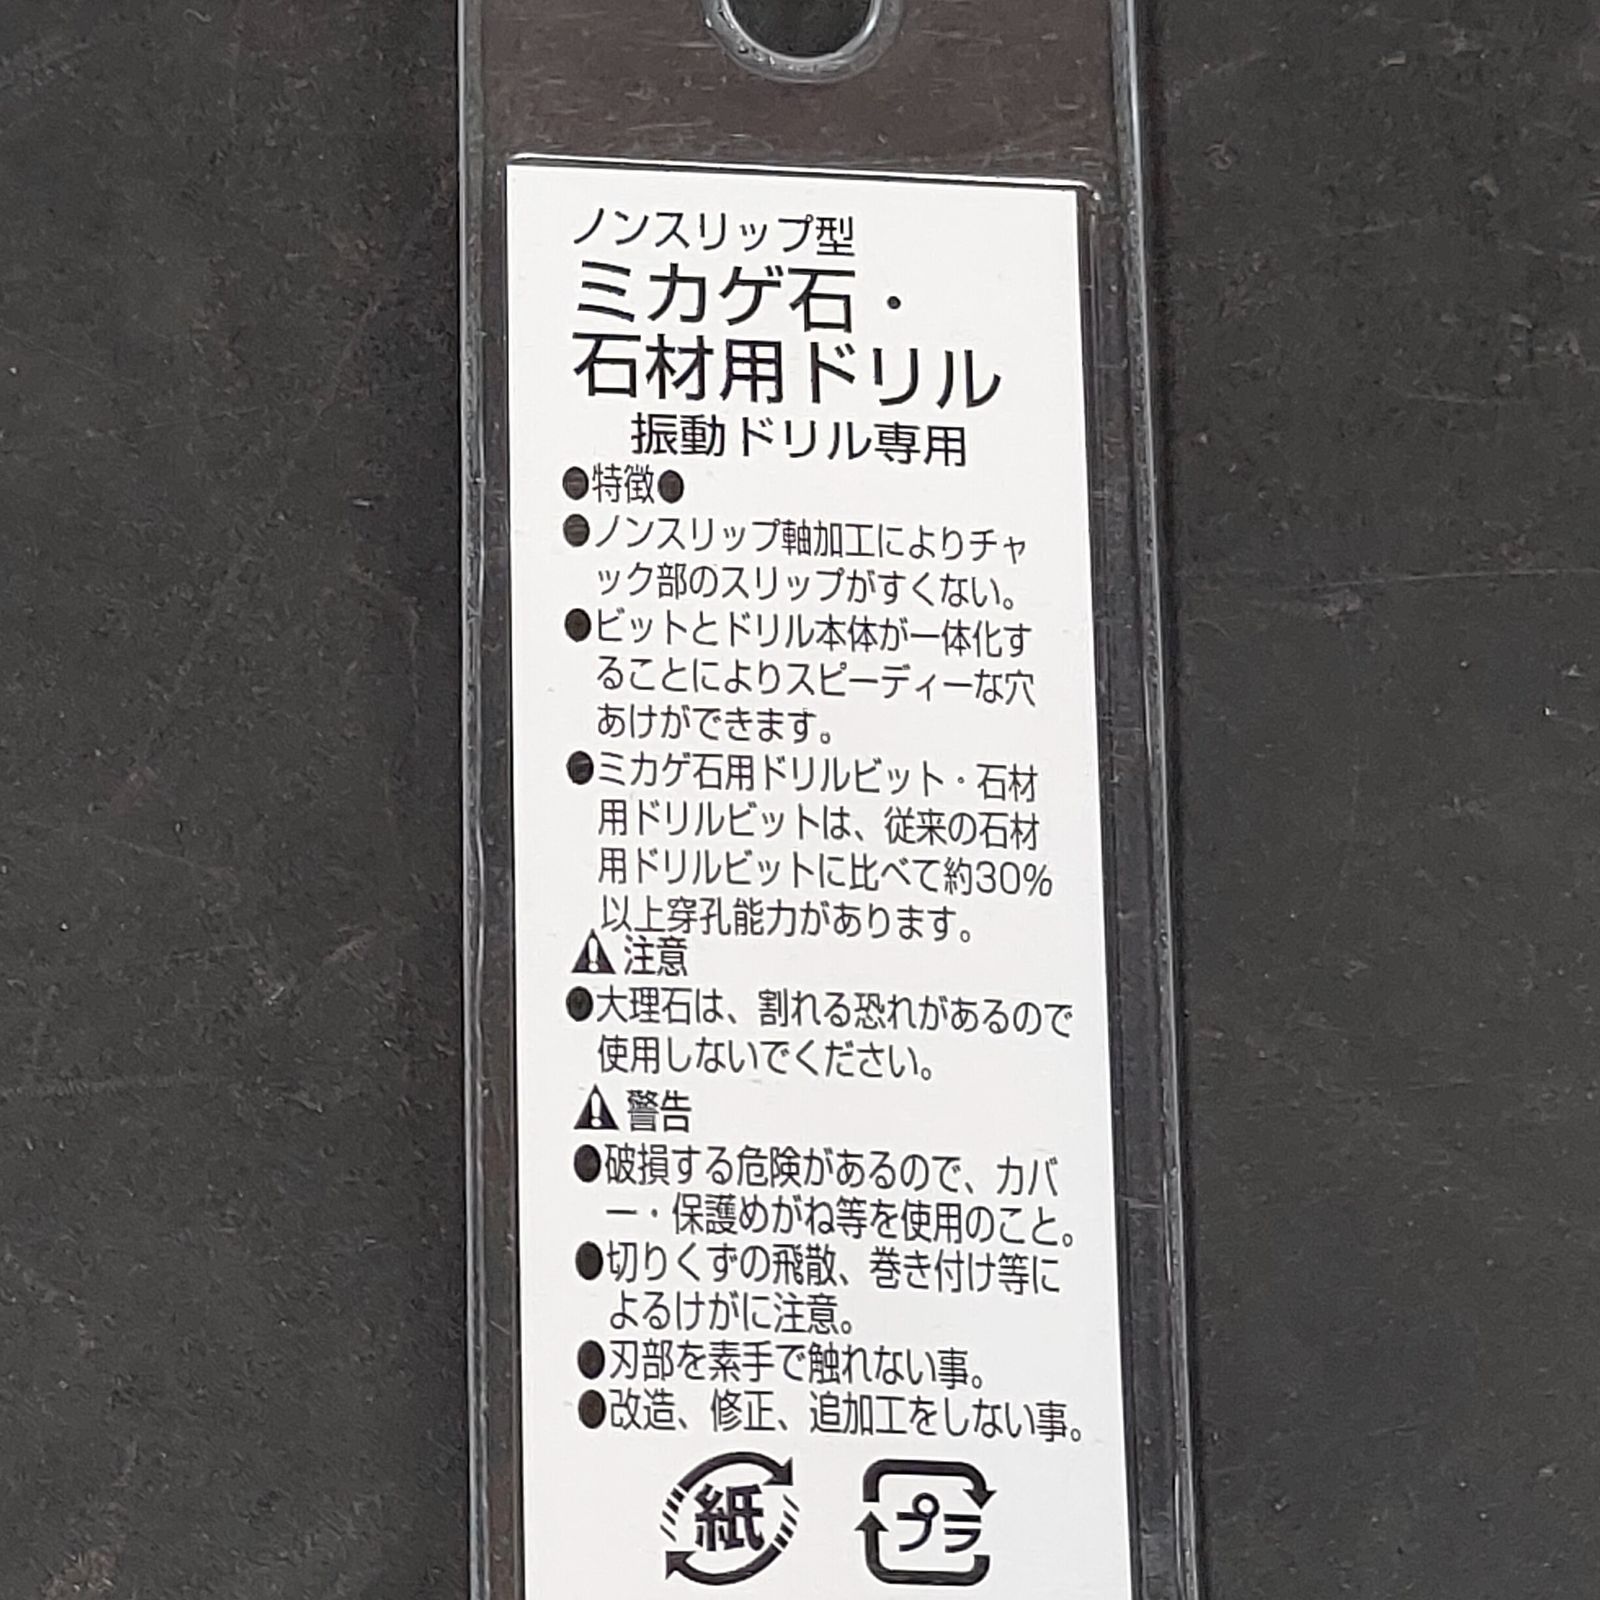 ノンスリップ型
ミカゲ石・
石材用ドリル
振動ドリル専用
●特徴●
●ノンスリップ軸加工によりチャ
ック部のスリップがすくない。
●ビットとドリル本体が一体化す
ることによりスピーディーな穴
あけができます。
●ミカゲ石用ドリルビット・石材
用ドリルビットは、従来の石材
用ドリルビットに比べて約30%
以上穿孔能力があります。
⚠注意
●大理石は、割れる恐れがあるので
使用しないでください。
⚠警告
●破損する危険があるので、カバ
ー・保護めがね等を使用のこと。
●切りくずの飛散、巻き付け等に
よるけがに注意。
●刃部を素手で触れない事。
●改造、修正、追加工をしない事。
紙 プラ